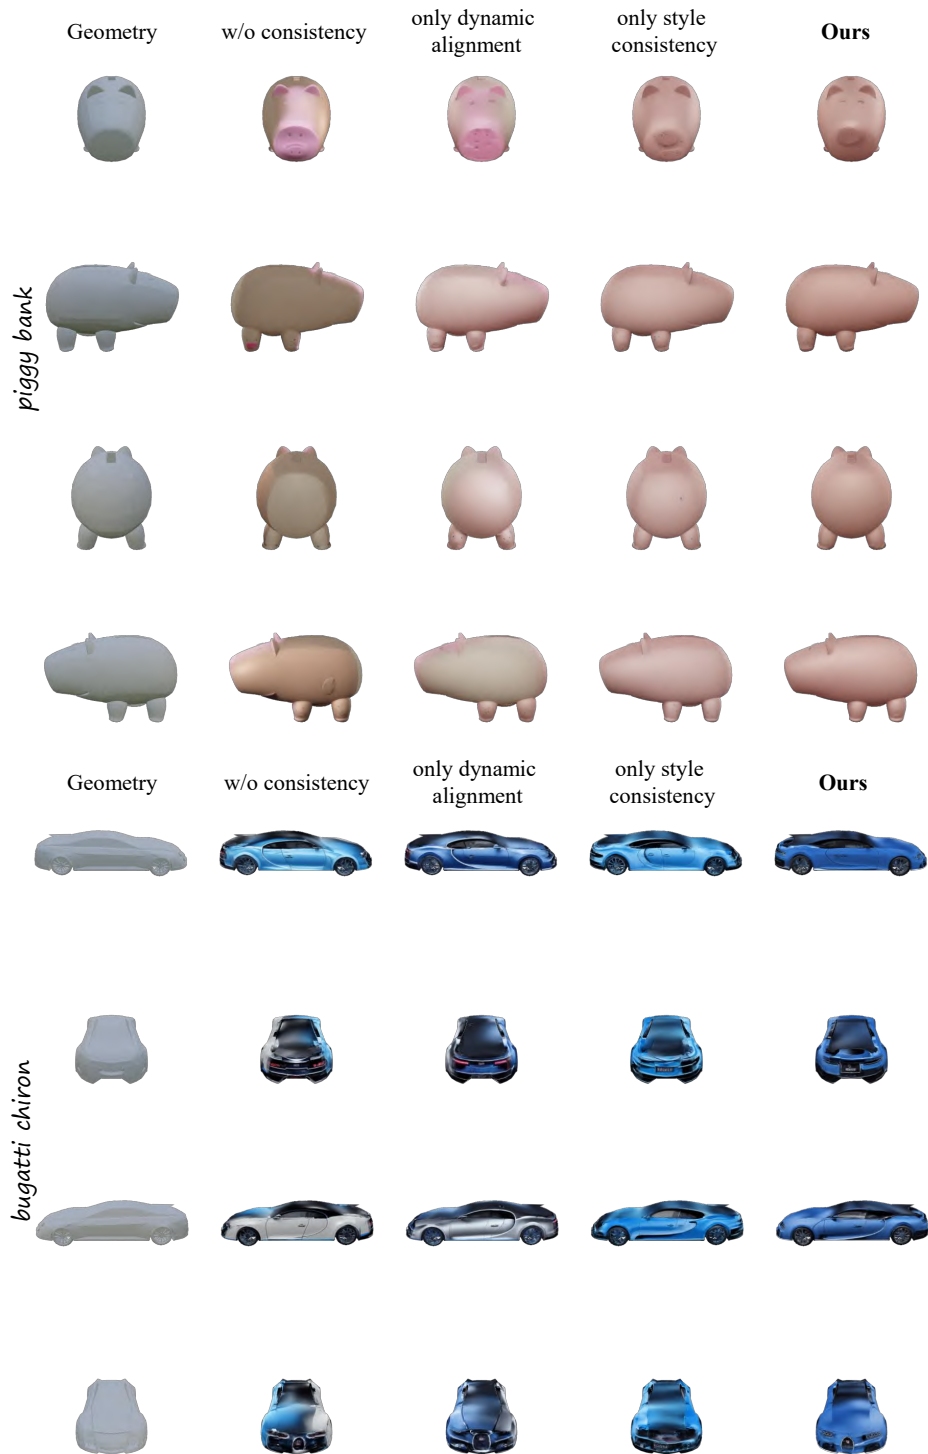 Geometry
w/o consistency
only dynamic
alignment
only style
consistency
Ours
piggy bank
Geometry
w/o consistency
only dynamic
alignment
only style
consistency
Ours
bugatti chiron